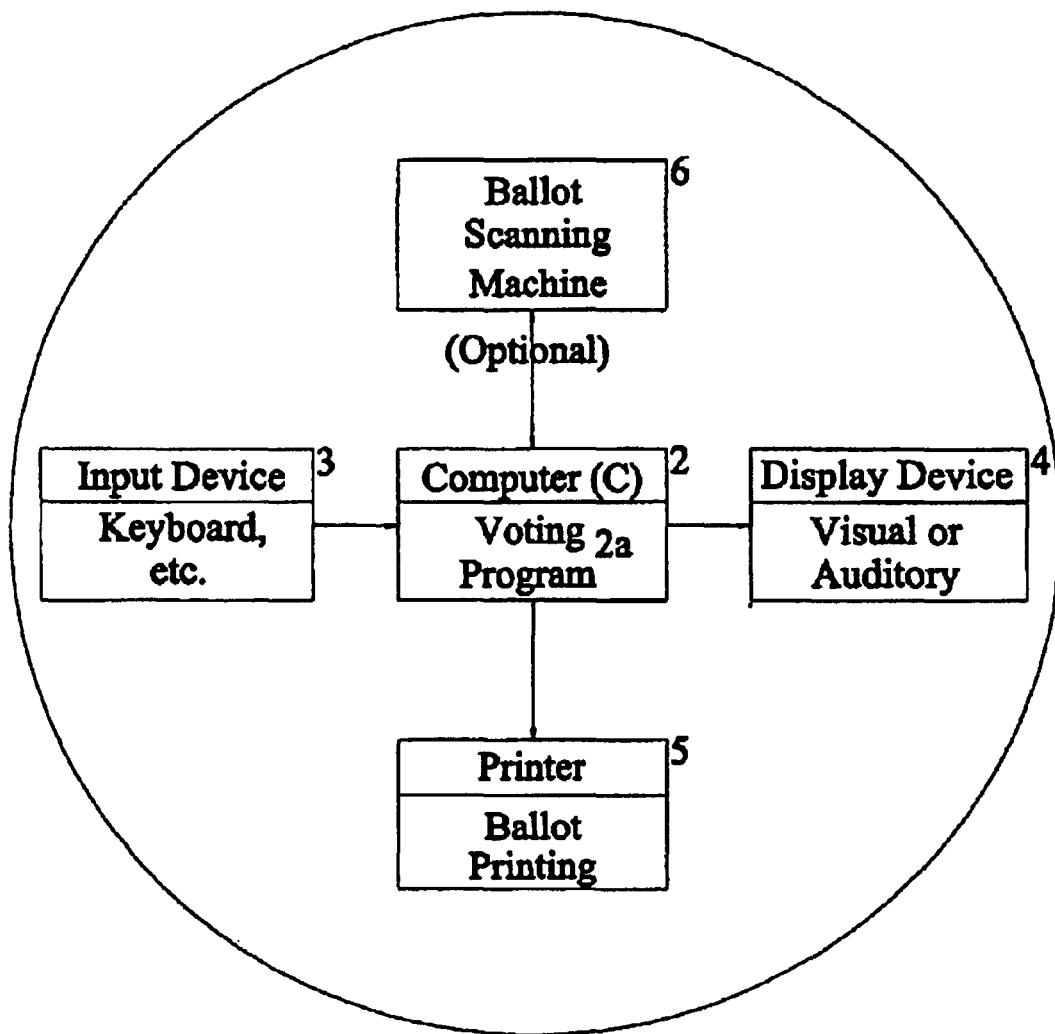 6
Ballot
Scanning
Machine
(Optional)
3
Input Device
Keyboard,
etc.
2
Computer (C)
Voting 2a
Program
4
Display Device
Visual or
Auditory
5
Printer
Ballot
Printing